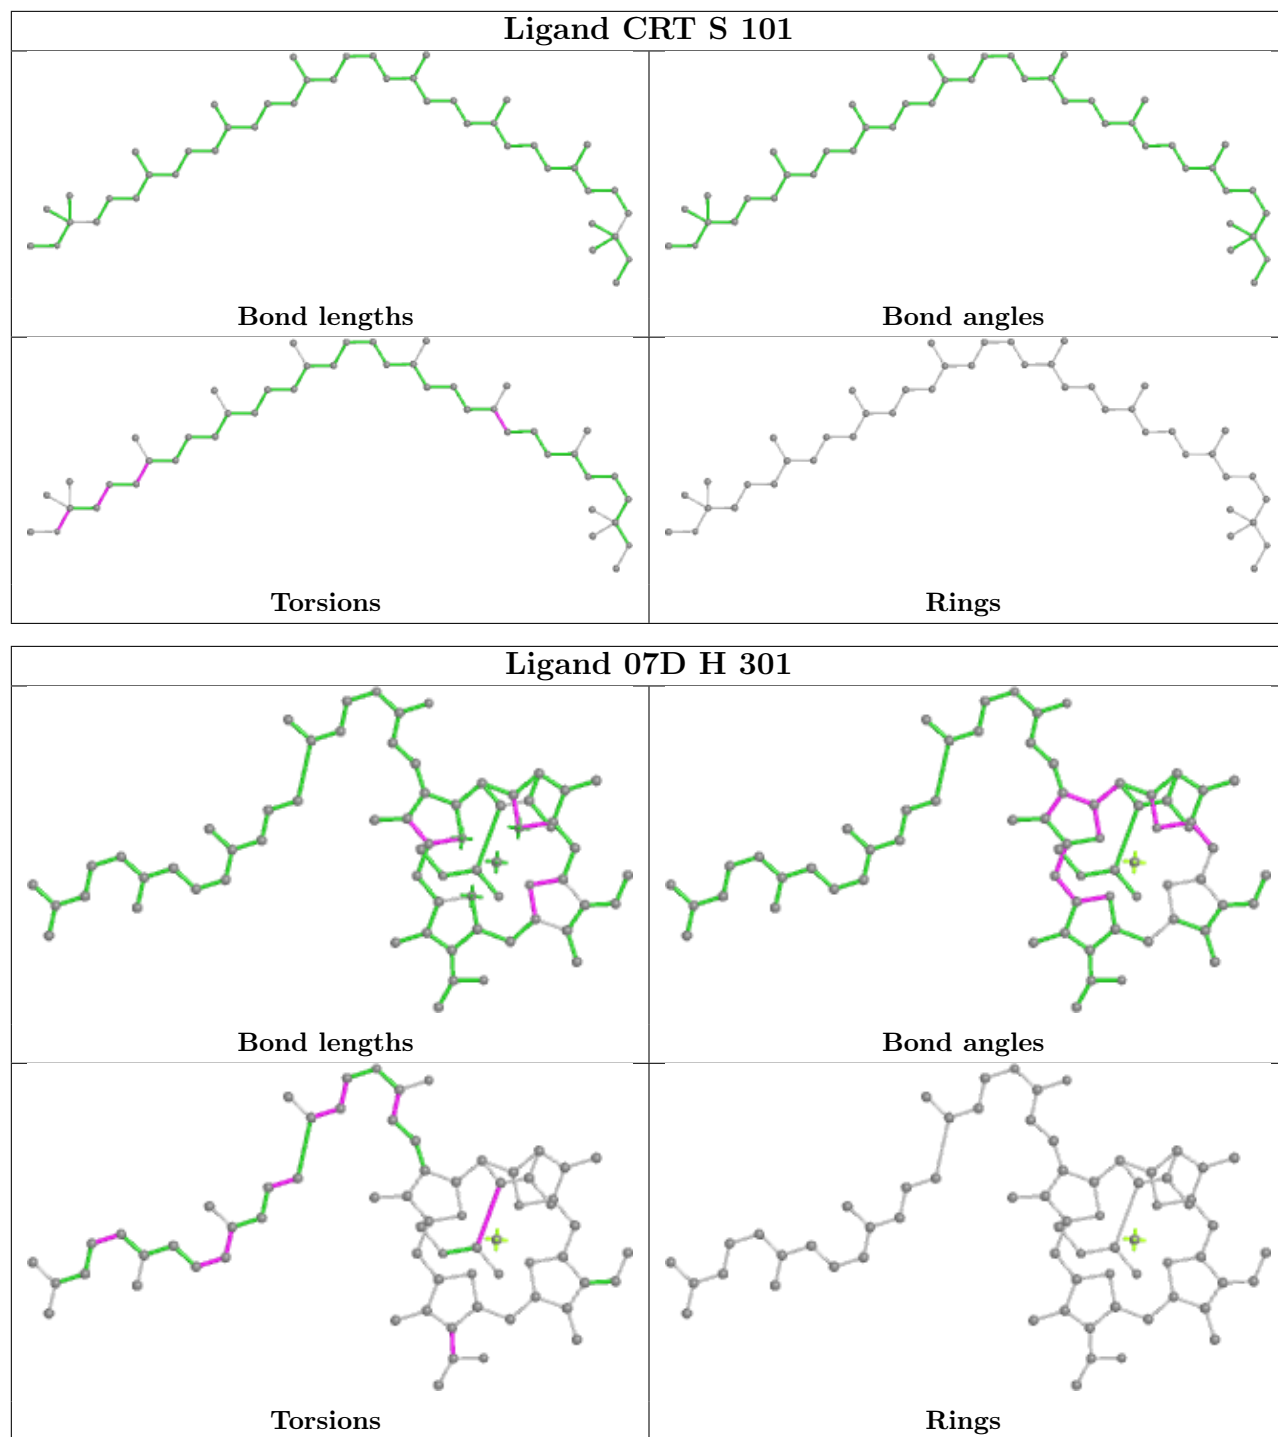 Ligand CRT S 101
Bond lengths
Bond angles
Torsions
Rings
Ligand 07D H 301
Bond lengths
Bond angles
Torsions
Rings